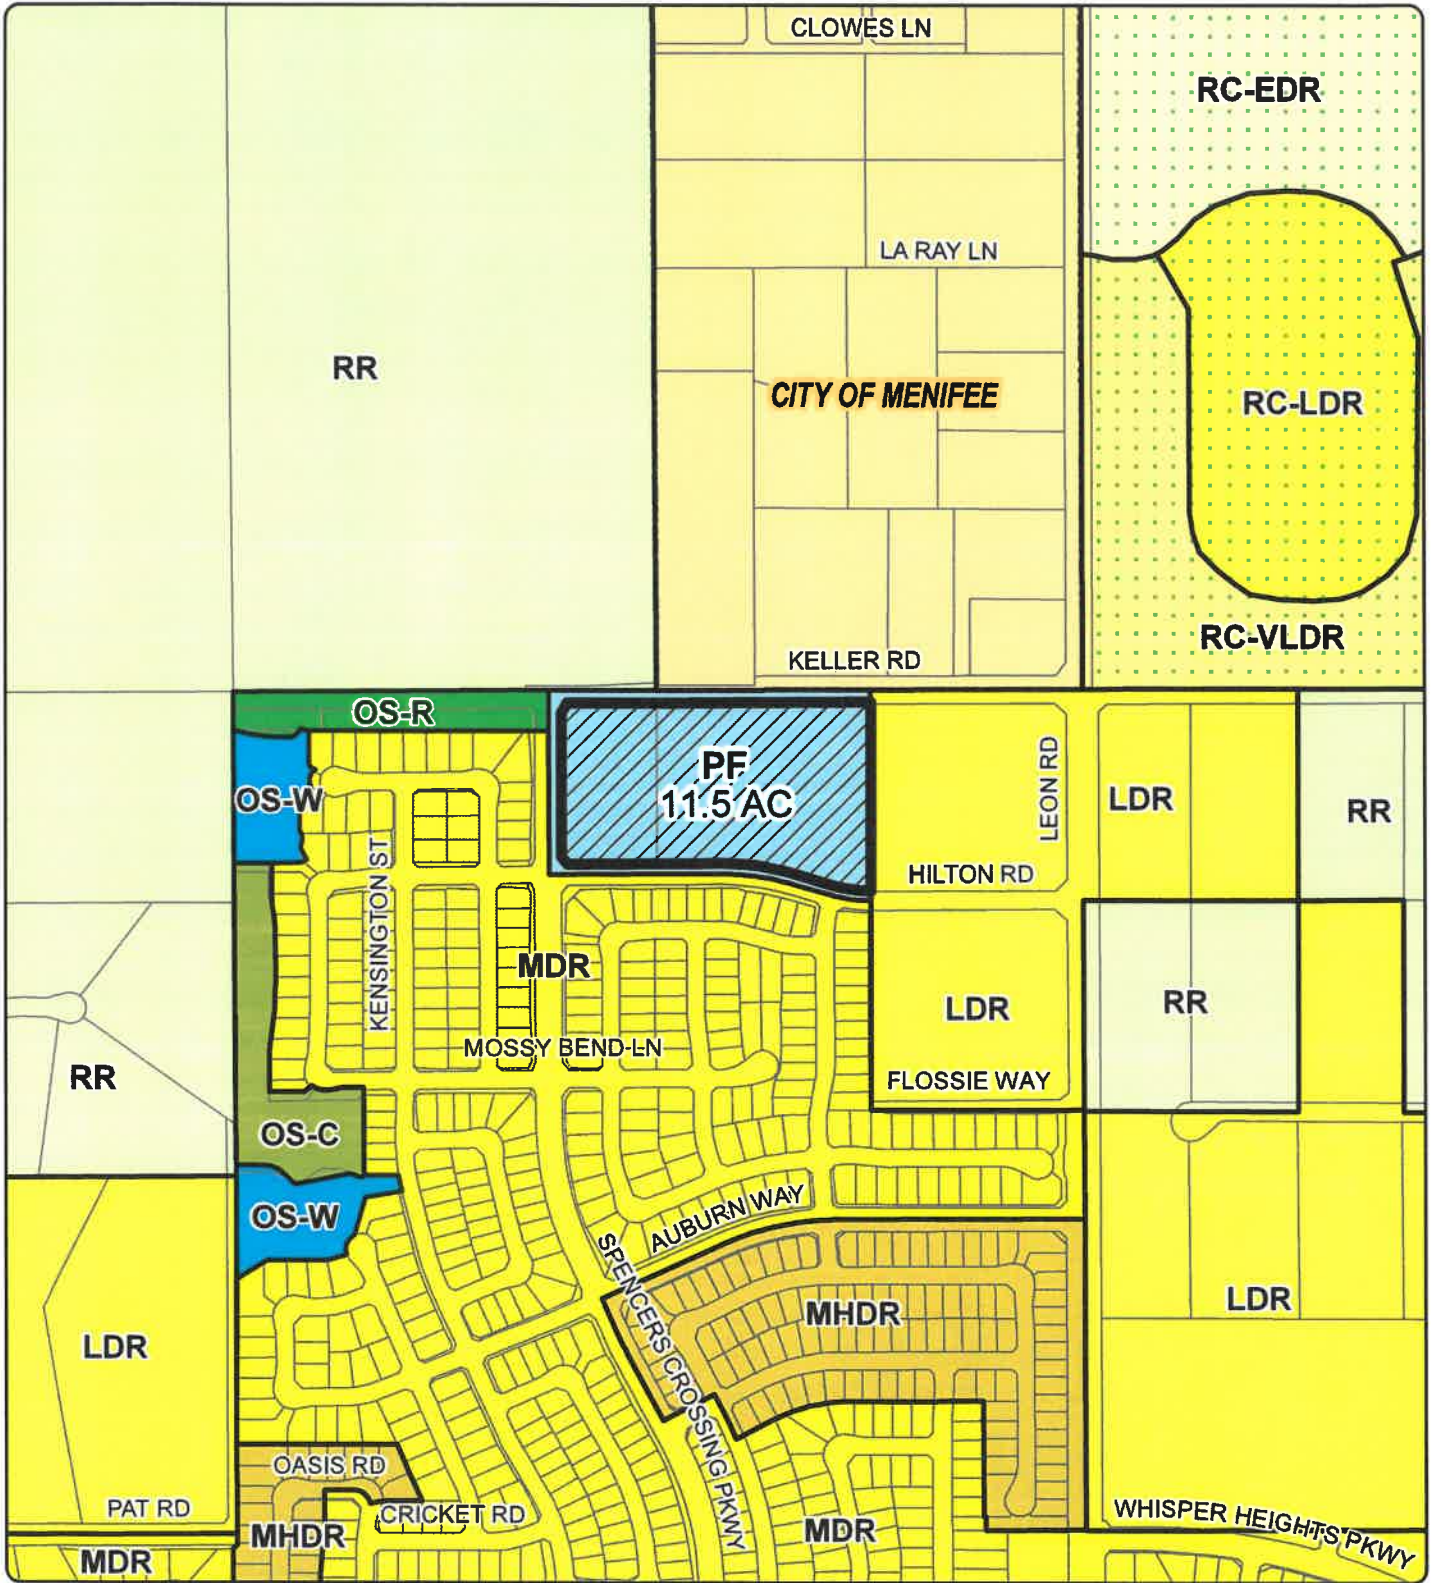 CLOWES LN
RC-EDR
LA RAY LN
RR
CITY OF MENIFEE
RC-LDR
RC-VLDR
KELLER RD
OS-R
PF
11.5 AC
OS-W
LEON RD
LDR
RR
KENSINGTON ST
HILTON RD
MDR
LDR
RR
MOSSY BEND LN
RR
FLOSSIE WAY
OS-C
OS-W
AUBURN WAY
SPENCERS CROSSING PKWY
MHDR
LDR
LDR
OASIS RD
PAT RD
CRICKET RD
WHISPER HEIGHTS PKWY
MHDR
MDR
MDR